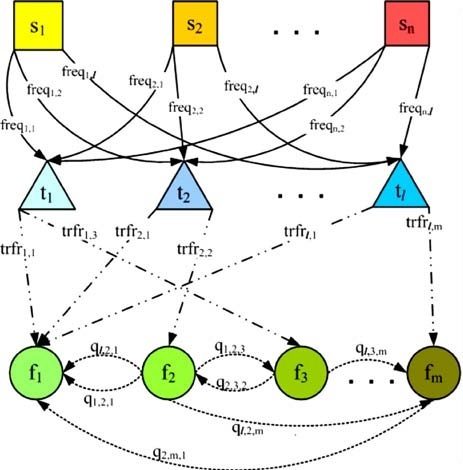 s1 s2 . . . sn
freq1,1 freq1,2 freq1,l freq2,1 freq2,2 freq2,l freqn,1 freqn,2 freqn,l
t1 t2 . . . tl
trfr1,1 trfr1,3 trfr2,1 trfr2,2 trfrl,1 trfrl,m
f1 f2 f3 . . . fm
ql,2,1 q1,2,3 ql,3,m
q1,2,1 q2,3,2
ql,2,m
q2,m,1